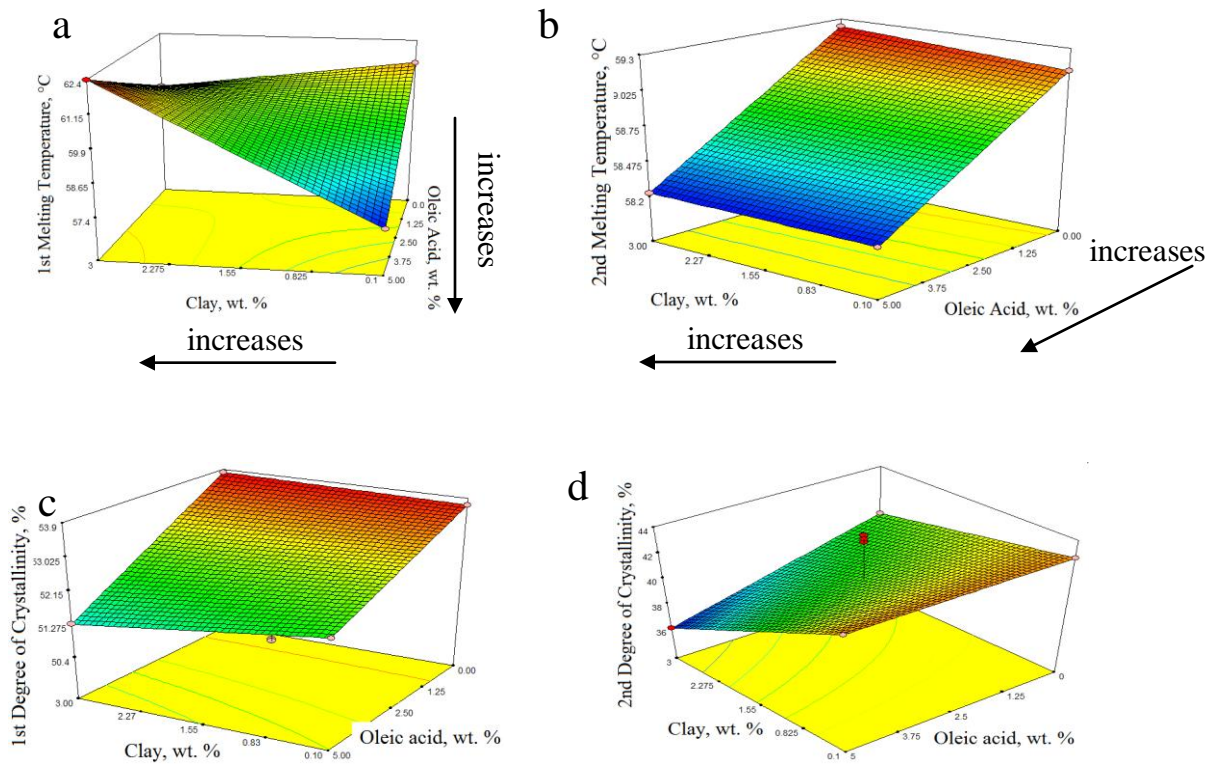 a
1st Melting Temperature, °C
62.4
61.15
59.9
58.65
57.4
3
2.275
1.55
0.825
0.1
Clay, wt. %
5.00
3.75
2.50
1.25
0.0
Oleic Acid, wt. %
increases
increases
b
2nd Melting Temperature, °C
59.3
9.025
58.75
58.475
58.2
3.00
2.27
1.55
0.83
0.10
Clay, wt. %
5.00
3.75
2.50
1.25
0.00
Oleic Acid, wt. %
increases
increases
c
1st Degree of Crystallinity, %
53.9
53.025
52.15
51.275
50.4
3.00
2.27
1.55
0.83
0.10
Clay, wt. %
5.00
2.50
1.25
0.00
Oleic acid, wt. %
d
2nd Degree of Crystallinity, %
44
42
40
38
36
3
2.275
1.55
0.825
0.1
Clay, wt. %
5
3.75
2.5
1.25
0
Oleic acid, wt. %